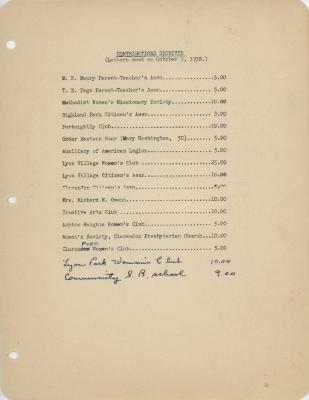 CONTRIBUTIONS RECEIVED
(Letters sent on October 1, 1938.)
M. F. Maury Parent-Teacher's Assn..............5.00
T. N. Page Parent-Teacher's Assn...............5.00
Methodist Women's Missionary Society...........10.00
Highland Park Citizen's Assn...................3.00
Fortnightly Club...............................10.00
Order Eastern Star (Mary Washington, 30).......
Auxiliary of American Legion...................5.00
Lyon Village Women's Club .....................25.00
Lyon Village Citizen's Assn....................10.00
Clarendon Citizen's Assn.......................
Mrs. Richard N. Owens..........................10.00
Creative Arts Club ............................10.00
Ashton Heights Women's Club....................5.00
Women's Society, Clarendon Presbyterian Church...10.00
Women's Club...................5.00
Lyon Park Woman's Club 10.00
Community S. B. school 9.00